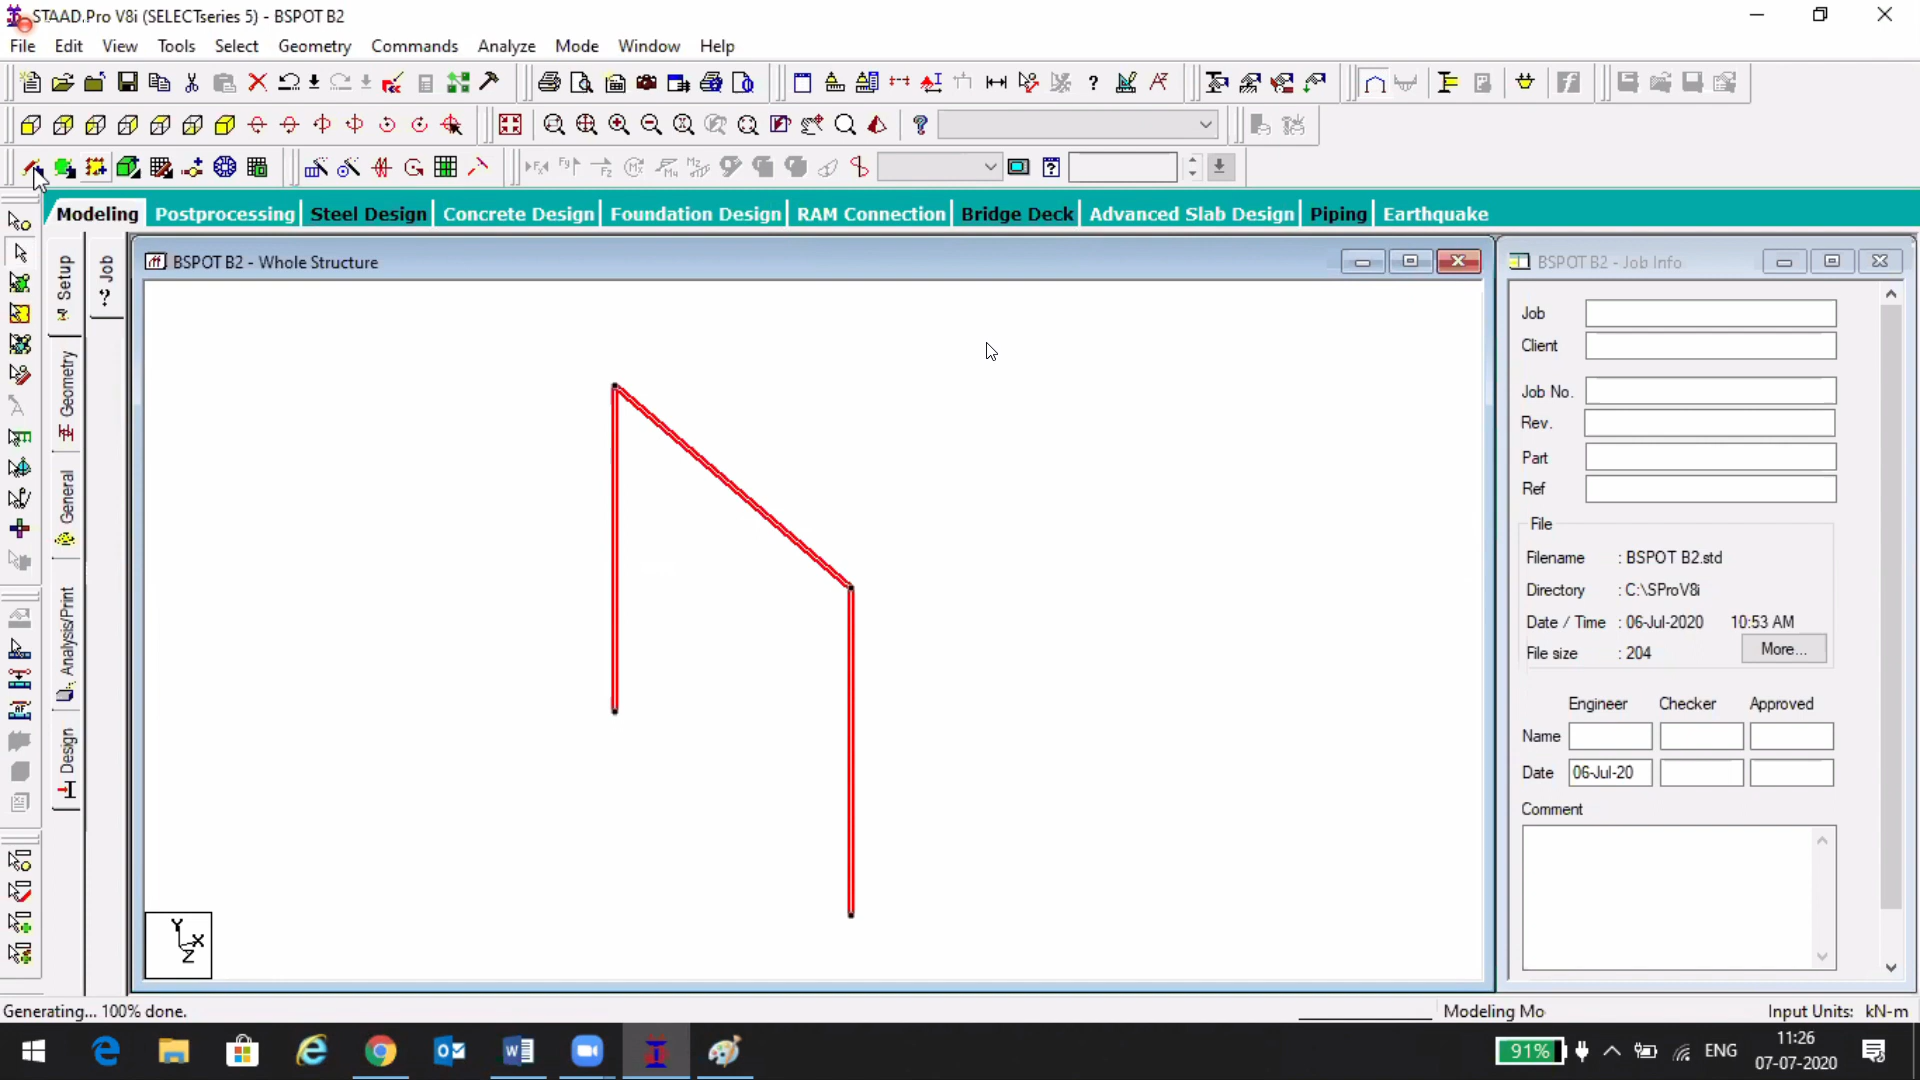 STAAD.Pro V8i (SELECTseries 5) - BSPOT B2
File Edit View Tools Select Geometry Commands Analyze Mode Window Help
Modeling Postprocessing Steel Design Concrete Design Foundation Design RAM Connection Bridge Deck Advanced Slab Design Piping Earthquake
Setup
Geometry
General
Analysis/Print
Design
Job
BSPOT B2 - Whole Structure
Y
X
Z
BSPOT B2 - Job Info
Job
Client
Job No.
Rev.
Part
Ref
File
Filename : BSPOT B2.std
Directory : C:\SProV8i
Date / Time : 06-Jul-2020 10:53 AM
File size : 204 More...
Engineer Checker Approved
Name
Date 06-Jul-20
Comment
Generating... 100% done.
Modeling Mo
Input Units: kN-m
91% ENG 11:26
07-07-2020